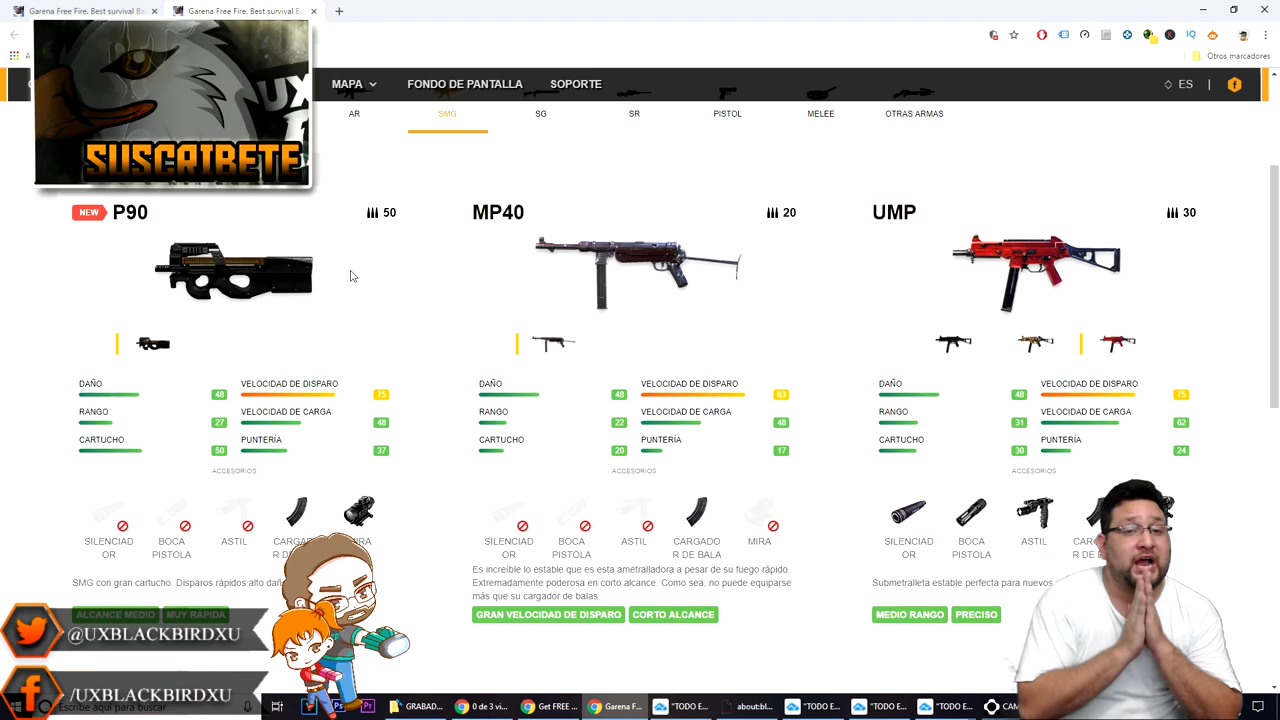 Garena Free Fire. Best survival Ba
Garena Free Fire. Best survival B
Otros marcadores
MAPA
FONDO DE PANTALLA
SOPORTE
ES
SUSCRIBETE
AR
SMG
SG
SR
PISTOL
MELÉE
OTRAS ARMAS
NEW P90 50
MP40 20
UMP 30
DAÑO 48 VELOCIDAD DE DISPARO 75
RANGO 27 VELOCIDAD DE CARGA 48
CARTUCHO 50 PUNTERÍA 37
ACCESORIOS
DAÑO 48 VELOCIDAD DE DISPARO 83
RANGO 22 VELOCIDAD DE CARGA 48
CARTUCHO 20 PUNTERÍA 17
ACCESORIOS
DAÑO 48 VELOCIDAD DE DISPARO 75
RANGO 31 VELOCIDAD DE CARGA 62
CARTUCHO 30 PUNTERÍA 24
ACCESORIOS
SILENCIAD
OR
BOCA
PISTOLA
ASTIL
SILENCIAD
OR
BOCA
PISTOLA
ASTIL
CARGADO
R DE BALA
MIRA
SILENCIAD
OR
BOCA
PISTOLA
ASTIL
SMG con gran cartucho. Disparos rápidos alto
ALCANCE MEDIO MUY RÁPIDA
Es increíble lo estable que es esta ametralladora a pesar de su fuego rápido.
Extremadamente poderosa en corto alcance. Como sea, no puede equiparse
más que su cargador de balas.
GRAN VELOCIDAD DE DISPARO CORTO ALCANCE
Submetralleta estable perfecta para nuevos
MEDIO RANGO PRECISO
@UXBLACKBIRDXU
/UXBLACKBIRDXU
Escribe aquí para buscar
GRABAD...
0 de 3 vi...
Get FREE ...
Garena F...
"TODO E...
about:bl...
"TODO E...
"TODO E...
"TODO E...
CAM